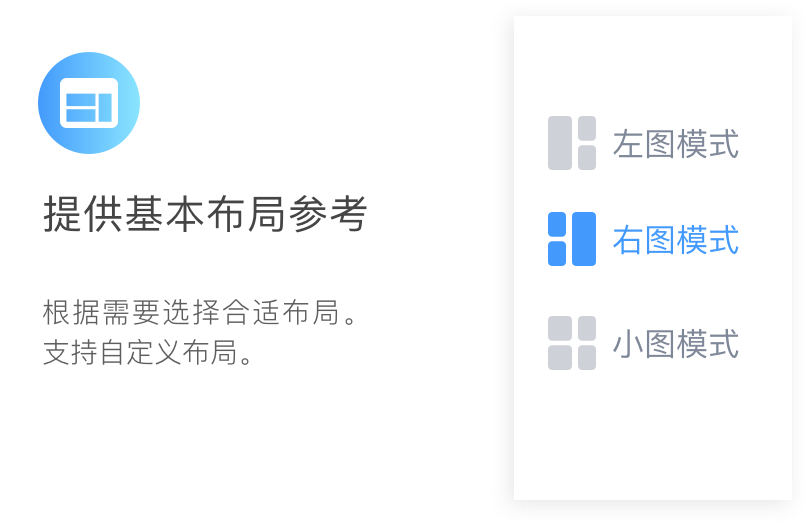 提供基本布局参考
根据需要选择合适布局。
支持自定义布局。
左图模式
右图模式
小图模式